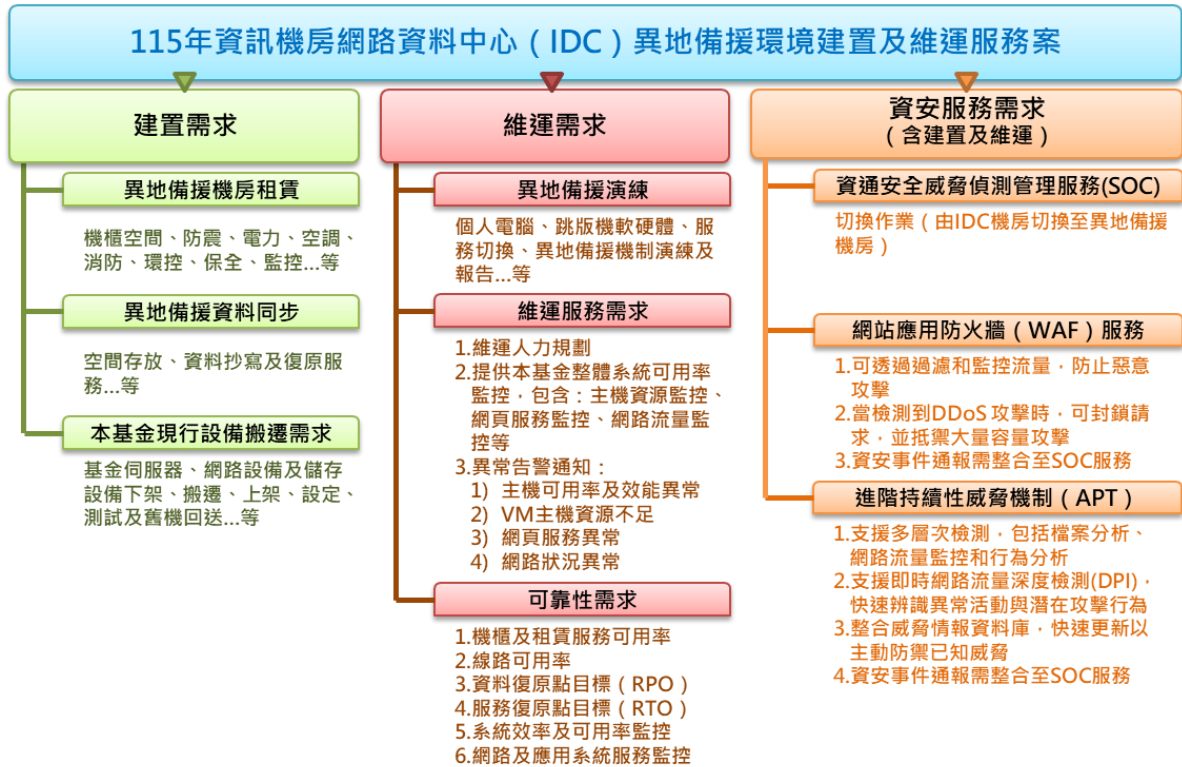 115年資訊機房網路資料中心（IDC）異地備援環境建置及維運服務案
建置需求
異地備援機房租賃
機櫃空間、防震、電力、空調、
消防、環控、保全、監控...等
異地備援資料同步
空間存放、資料抄寫及復原服
務...等
本基金現行設備搬遷需求
基金伺服器、網路設備及儲存
設備下架、搬遷、上架、設定、
測試及舊機回送...等
維運需求
異地備援演練
個人電腦、跳版機軟硬體、服
務切換、異地備援機制演練及
報告...等
維運服務需求
1.維運人力規劃
2.提供本基金整體系統可用率
監控，包含：主機資源監控、
網頁服務監控、網路流量監
控等
3.異常告警通知：
1) 主機可用率及效能異常
2) VM主機資源不足
3) 網頁服務異常
4) 網路狀況異常
可靠性需求
1.機櫃及租賃服務可用率
2.線路可用率
3.資料復原點目標（RPO）
4.服務復原點目標（RTO）
5.系統效率及可用率監控
6.網路及應用系統服務監控
資安服務需求
（含建置及維運）
資通安全威脅偵測管理服務(SOC)
切換作業（由IDC機房切換至異地備援
機房）
網站應用防火牆（WAF）服務
1.可透過過濾和監控流量，防止惡意
攻擊
2.當檢測到DDoS 攻擊時，可封鎖請
求，並抵禦大量容量攻擊
3.資安事件通報需整合至SOC服務
進階持續性威脅機制（APT）
1.支援多層次檢測，包括檔案分析、
網路流量監控和行為分析
2.支援即時網路流量深度檢測(DPI)，
快速辨識異常活動與潛在攻擊行為
3.整合威脅情報資料庫，快速更新以
主動防禦已知威脅
4.資安事件通報需整合至SOC服務